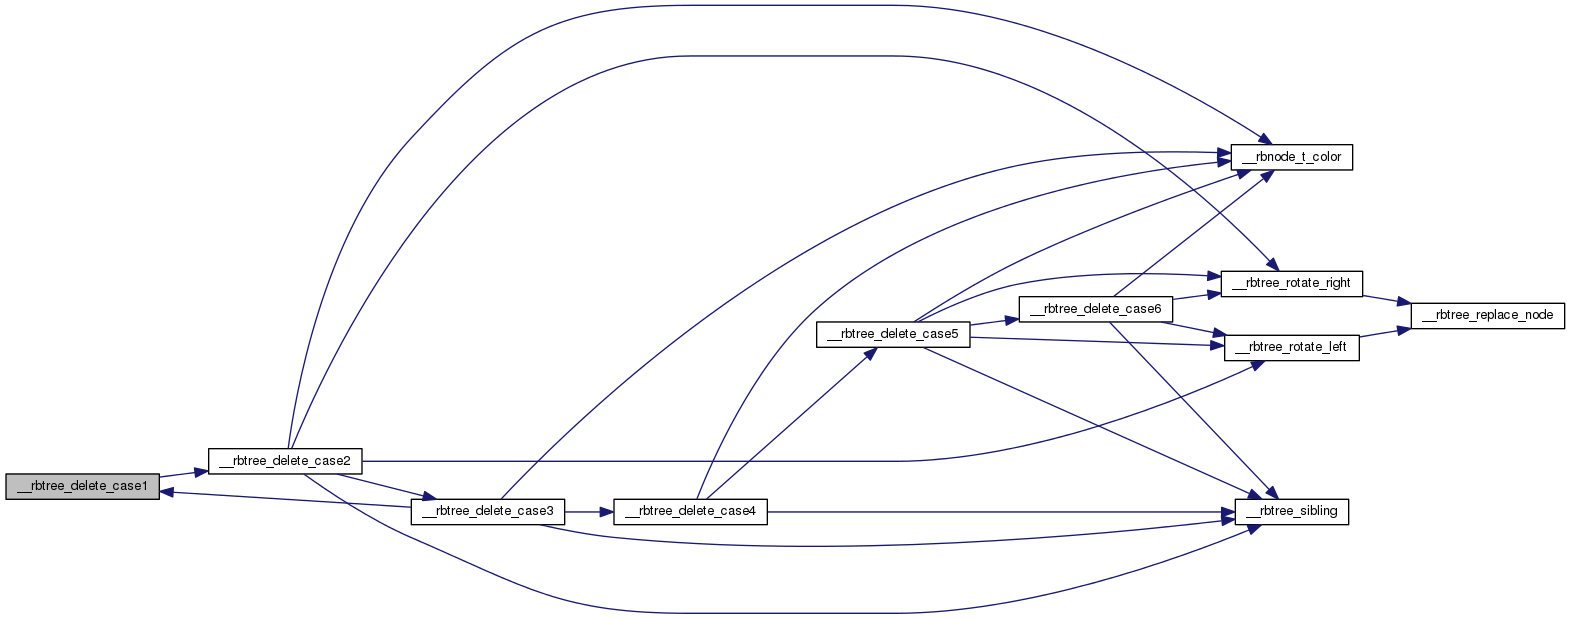 __rbnode_t_color
__rbtree_rotate_right
__rbtree_delete_case6
__rbtree_replace_node
__rbtree_delete_case5
__rbtree_rotate_left
__rbtree_delete_case2
__rbtree_delete_case1
__rbtree_delete_case3
__rbtree_delete_case4
__rbtree_sibling